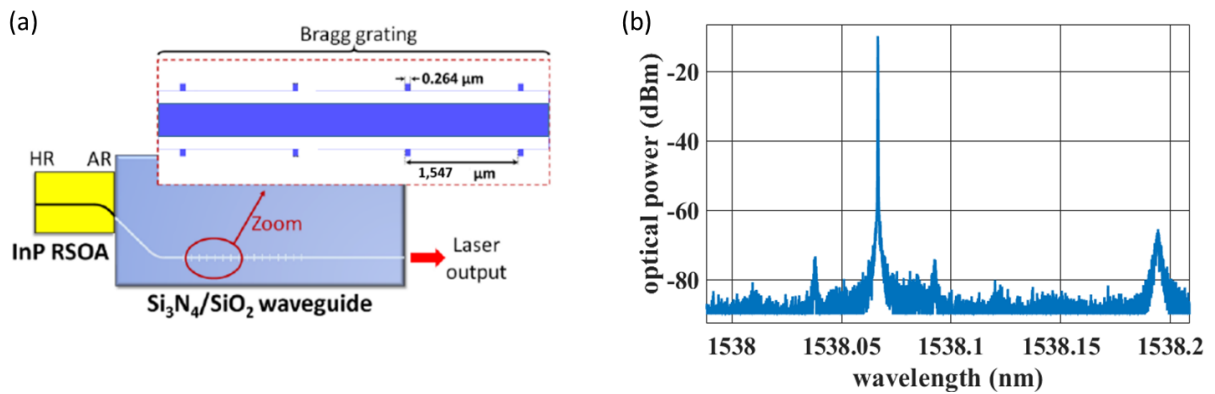 (a)
Bragg grating
0.264 μm
1,547 μm
HR AR
Zoom
InP RSOA
Laser
output
Si₃N₄/SiO₂ waveguide
(b)
optical power (dBm)
-20
-40
-60
-80
1538 1538.05 1538.1 1538.15 1538.2
wavelength (nm)